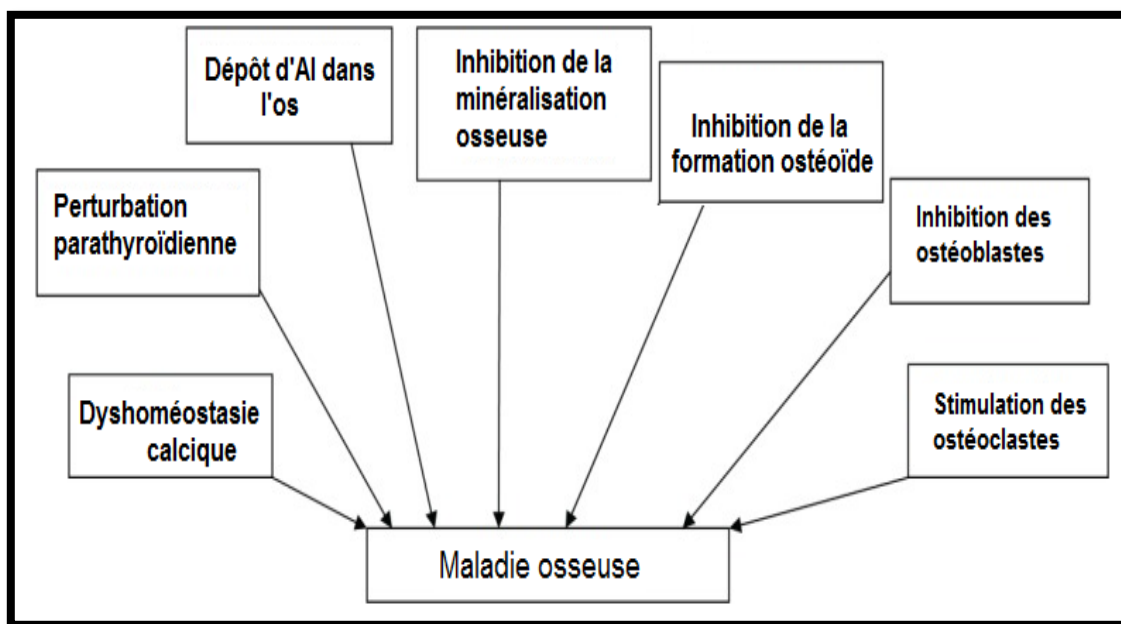 Dépôt d'Al dans
l'os
Inhibition de la
minéralisation
osseuse
Inhibition de la
formation ostéoïde
Perturbation
parathyroïdienne
Inhibition des
ostéoblastes
Dyshoméostasie
calcique
Stimulation des
ostéoclastes
Maladie osseuse